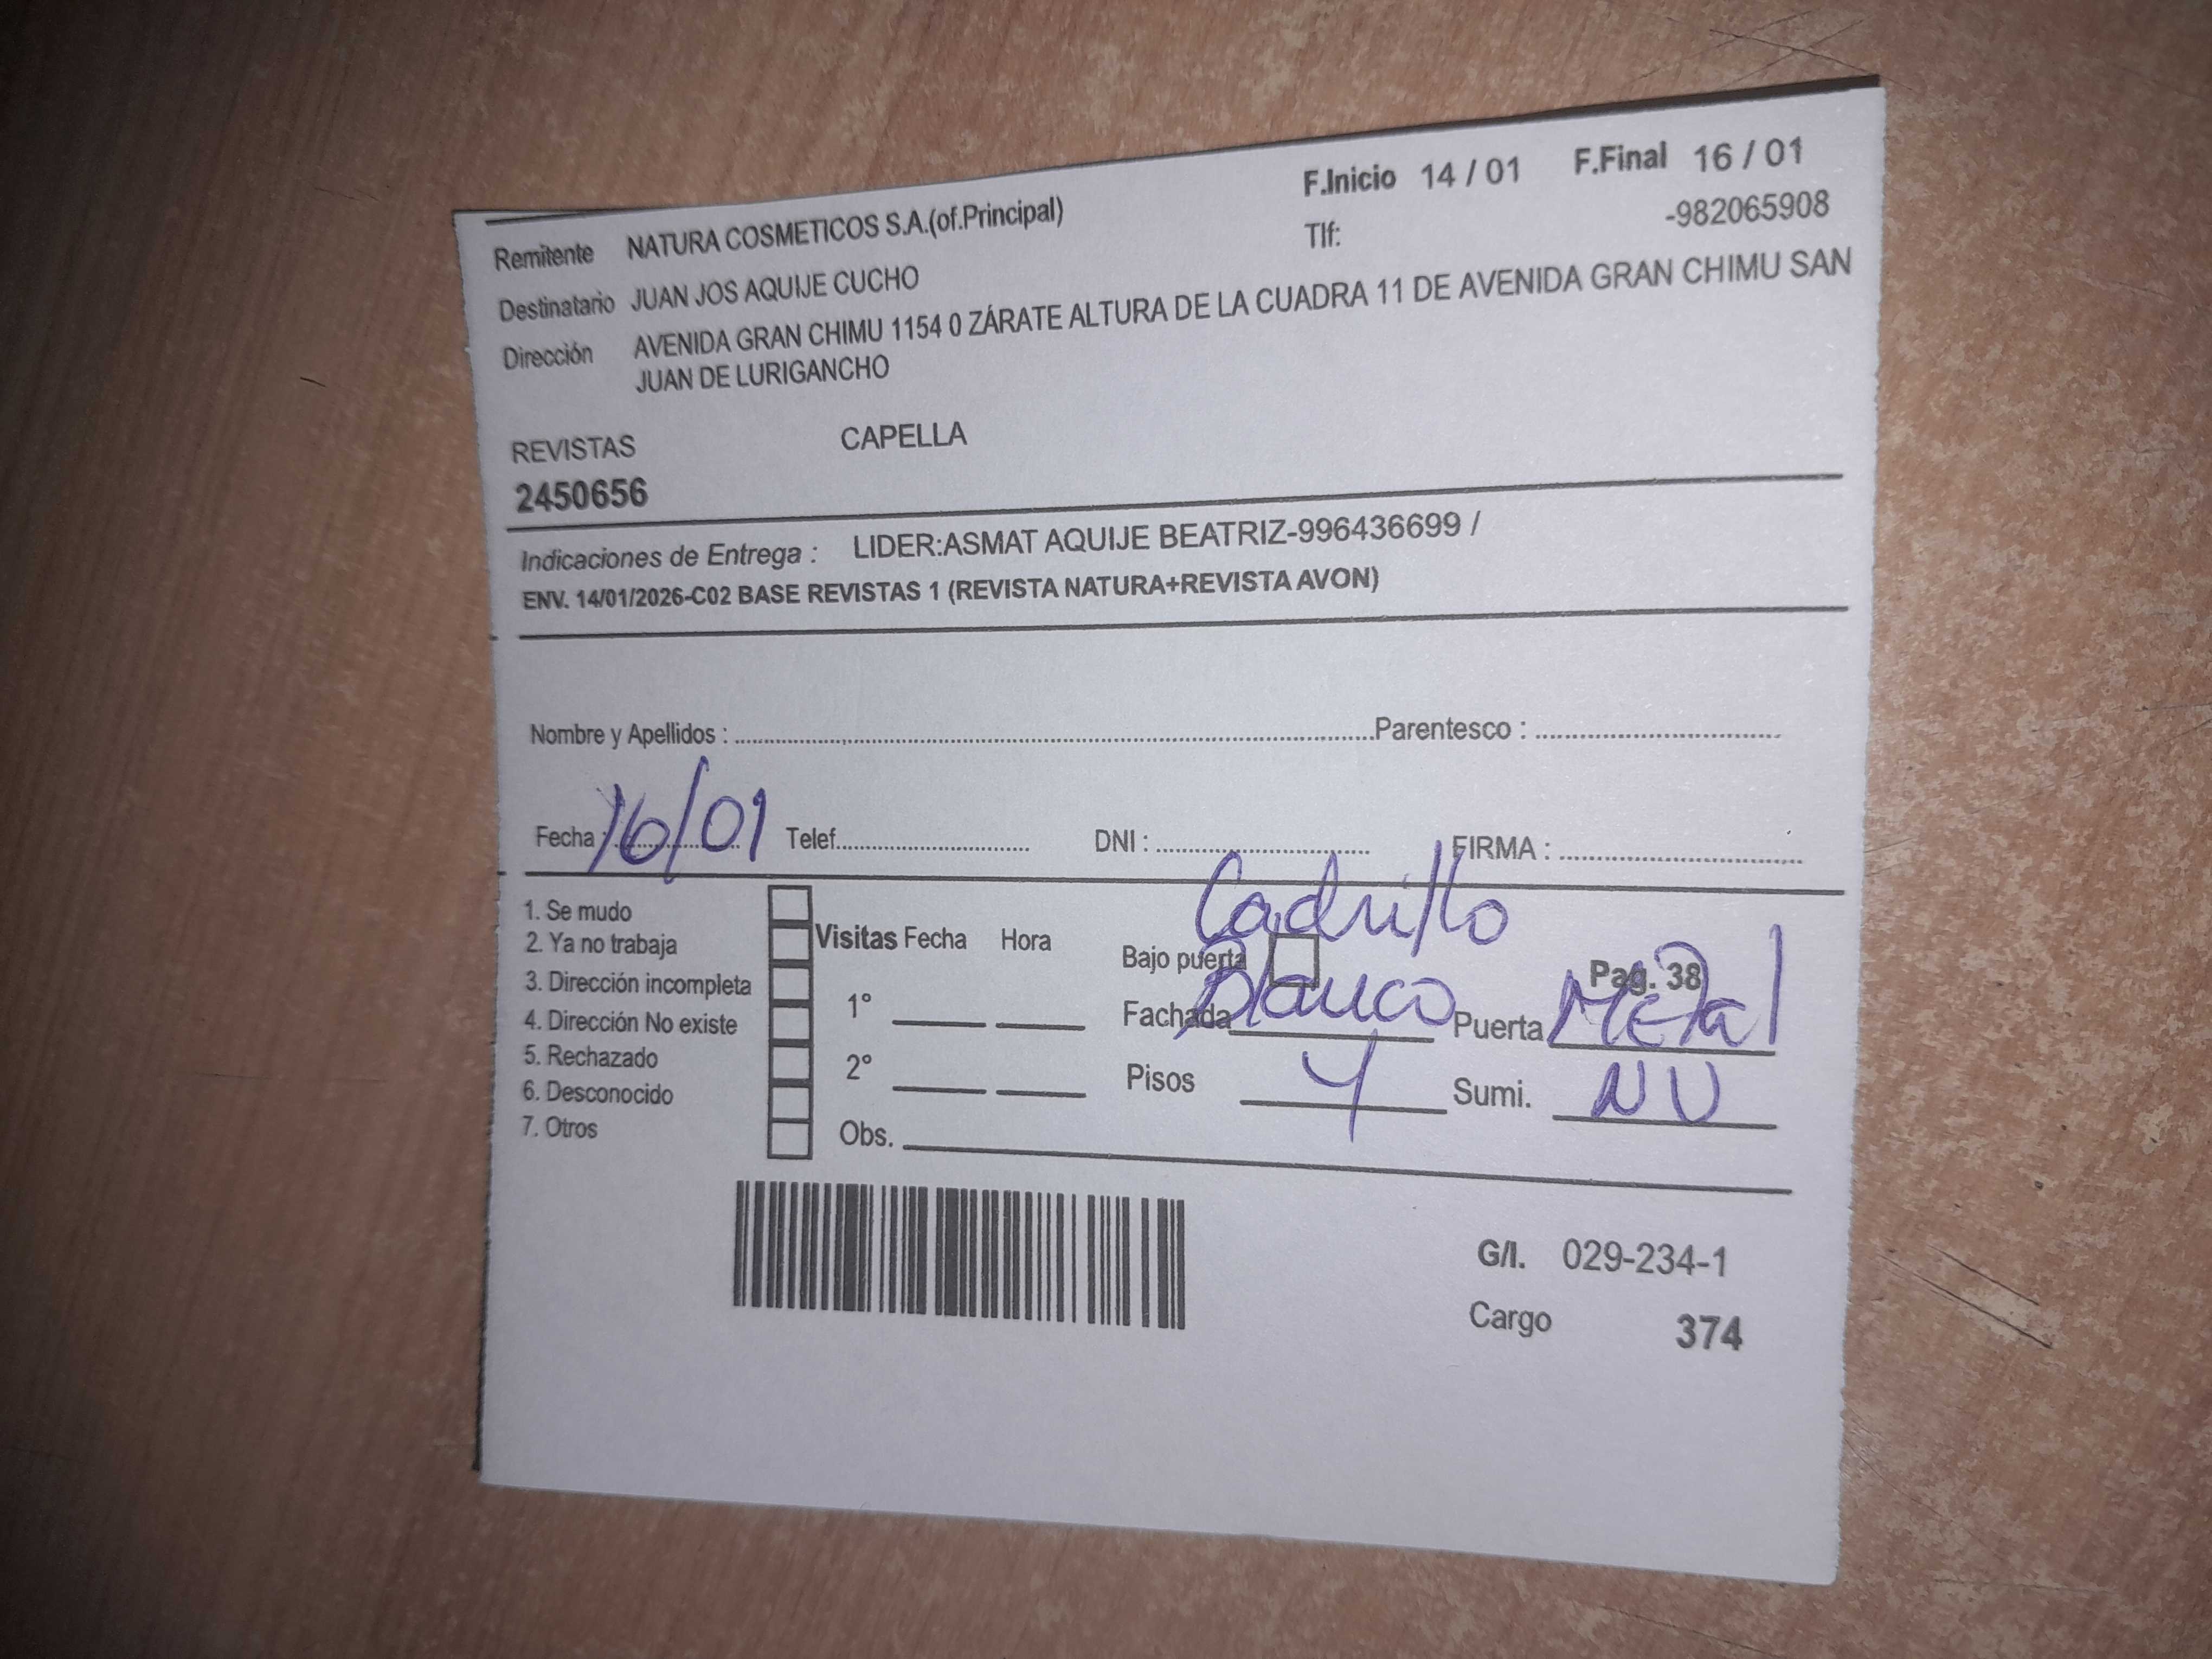 F.Inicio 14 / 01 F.Final 16 / 01
Remitente NATURA COSMETICOS S.A.(of.Principal) Tlf: -982065908
Destinatario JUAN JOS AQUIJE CUCHO
Dirección AVENIDA GRAN CHIMU 1154 0 ZÁRATE ALTURA DE LA CUADRA 11 DE AVENIDA GRAN CHIMU SAN
JUAN DE LURIGANCHO
REVISTAS CAPELLA
2450656
Indicaciones de Entrega : LIDER:ASMAT AQUIJE BEATRIZ-996436699 /
ENV. 14/01/2026-C02 BASE REVISTAS 1 (REVISTA NATURA+REVISTA AVON)
Nombre y Apellidos : Parentesco :
Fecha : 16/01 Telef. DNI : FIRMA :
1. Se mudo
2. Ya no trabaja
3. Dirección incompleta
4. Dirección No existe
5. Rechazado
6. Desconocido
7. Otros
Visitas Fecha Hora
1°
2°
Obs.
Ladrillo
Bajo puerta Pag. 38
Fachada Blanco Puerta Metal
Pisos 4 Sumi. NV
G/I. 029-234-1
Cargo 374